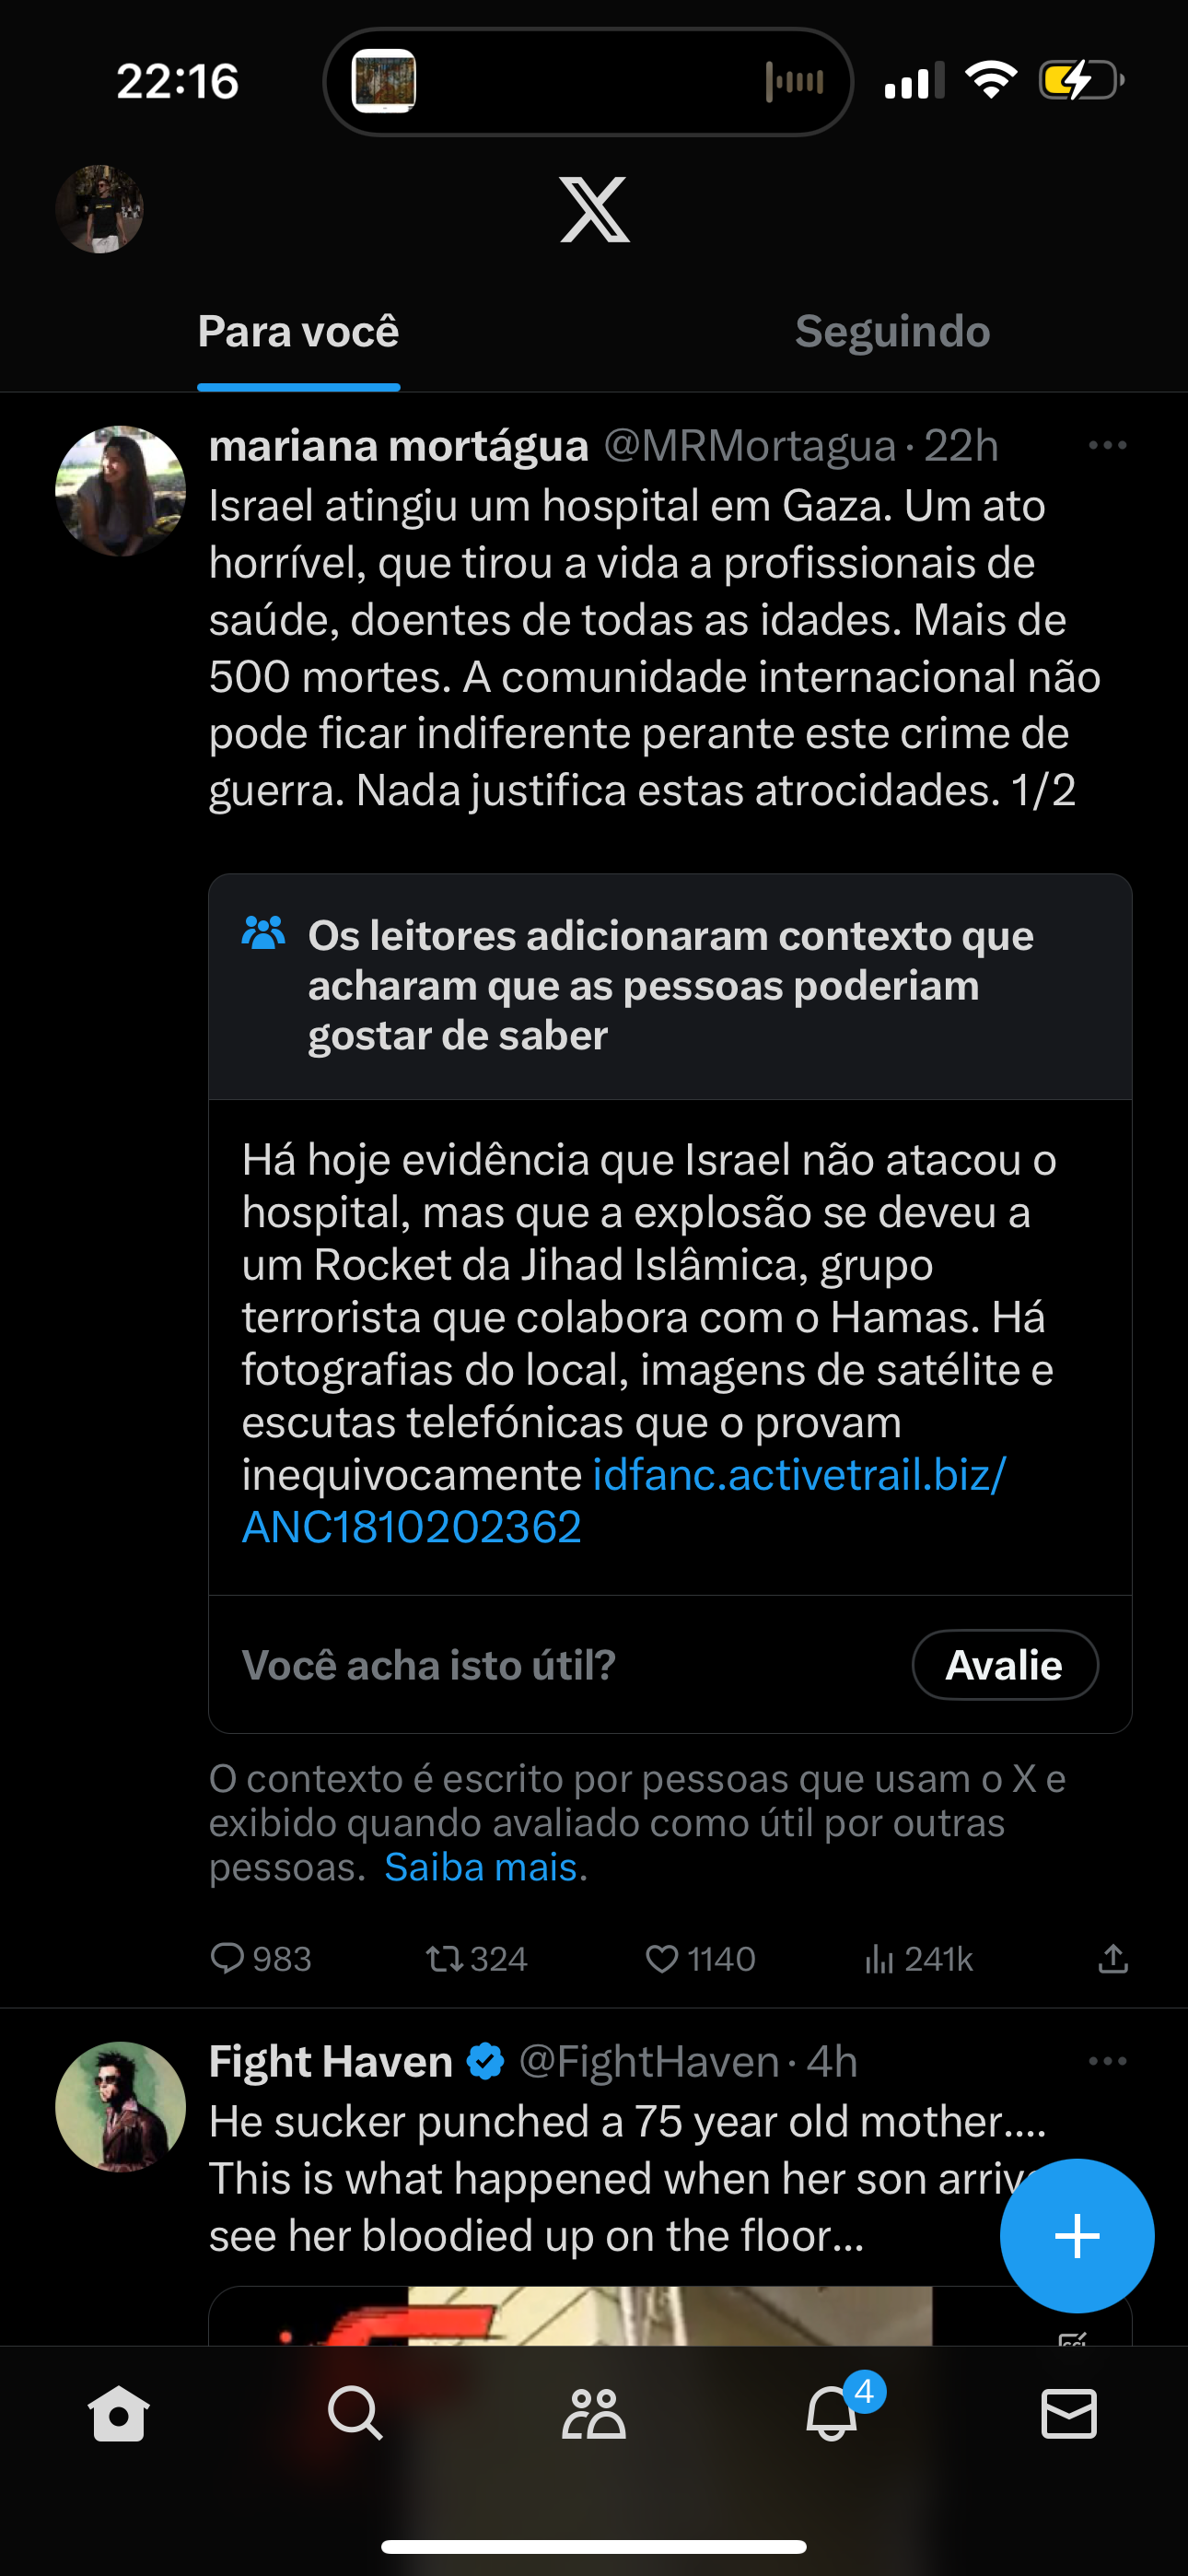 22:16
Para você
Seguindo
mariana mortágua @MRMortagua · 22h
Israel atingiu um hospital em Gaza. Um ato
horrível, que tirou a vida a profissionais de
saúde, doentes de todas as idades. Mais de
500 mortes. A comunidade internacional não
pode ficar indiferente perante este crime de
guerra. Nada justifica estas atrocidades. 1/2
Os leitores adicionaram contexto que
acharam que as pessoas poderiam
gostar de saber
Há hoje evidência que Israel não atacou o
hospital, mas que a explosão se deveu a
um Rocket da Jihad Islâmica, grupo
terrorista que colabora com o Hamas. Há
fotografias do local, imagens de satélite e
escutas telefónicas que o provam
inequivocamente idfanc.activetrail.biz/
ANC1810202362
Você acha isto útil?
Avalie
O contexto é escrito por pessoas que usam o X e
exibido quando avaliado como útil por outras
pessoas. Saiba mais.
983 324 1140 241k
Fight Haven @FightHaven · 4h
He sucker punched a 75 year old mother....
This is what happened when her son
see her bloodied up on the floor...
4